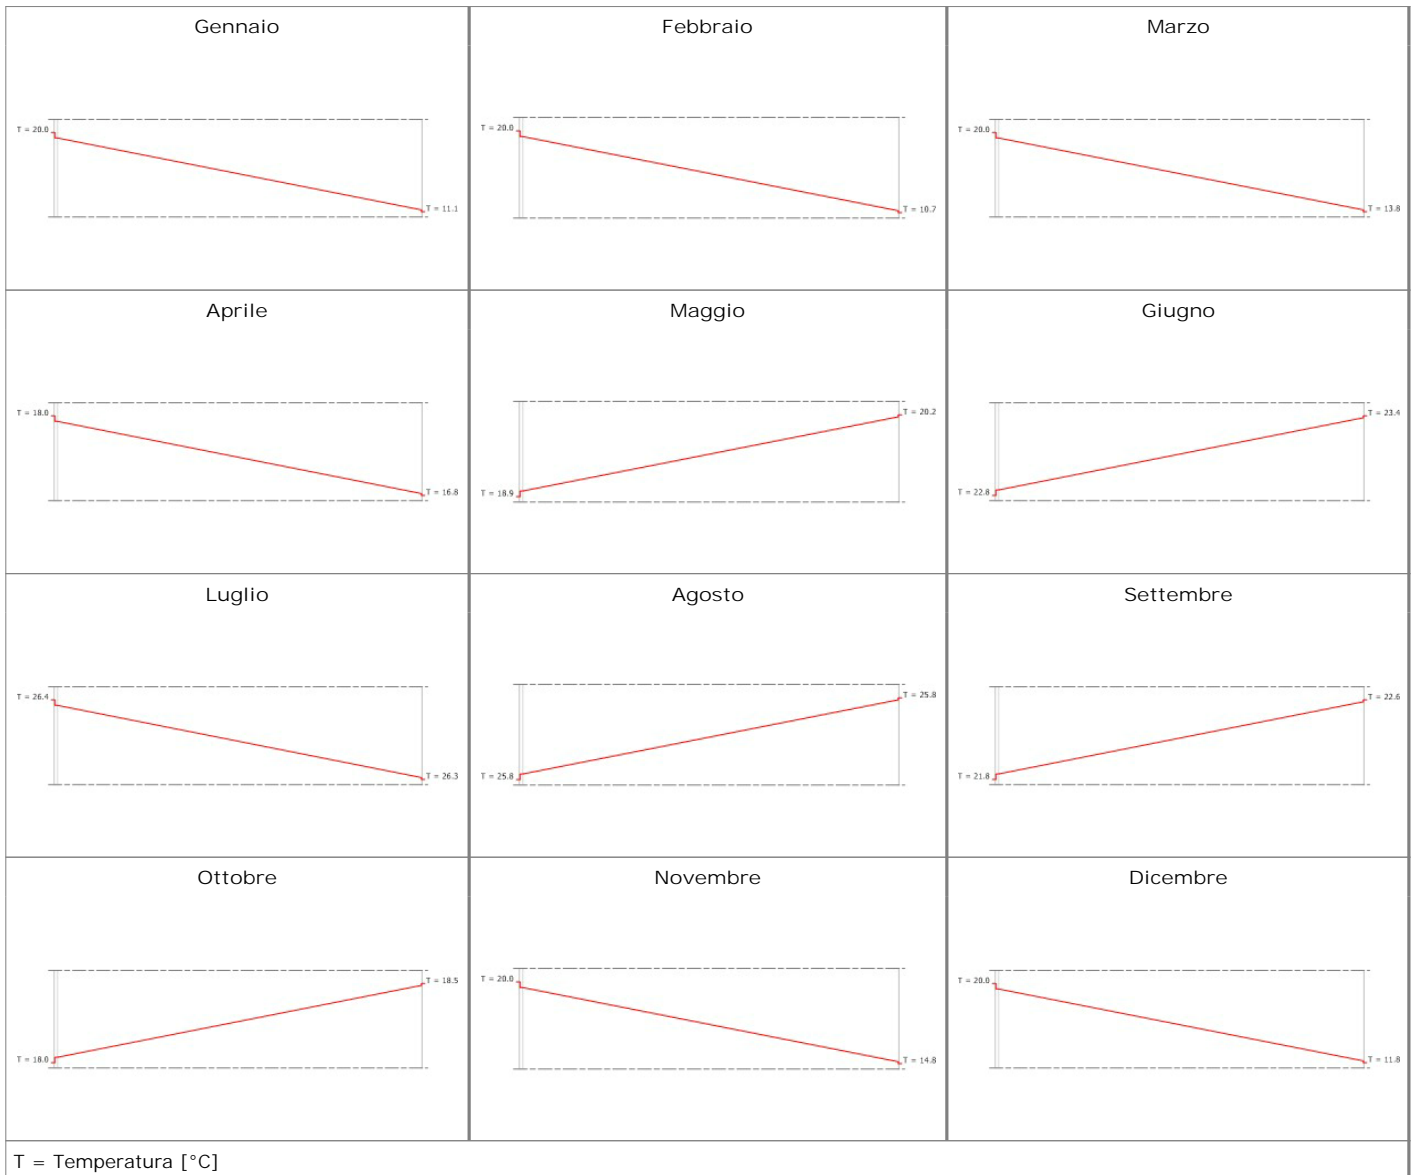 Gennaio
Febbraio
Marzo
T = 20.0
T = 11.1
T = 20.0
T = 10.7
T = 20.0
T = 13.8
Aprile
Maggio
Giugno
T = 18.0
T = 16.8
T = 20.2
T = 18.9
T = 23.4
T = 22.8
Luglio
Agosto
Settembre
T = 26.4
T = 26.3
T = 25.8
T = 25.8
T = 22.6
T = 21.8
Ottobre
Novembre
Dicembre
T = 18.5
T = 18.0
T = 20.0
T = 14.8
T = 20.0
T = 11.8
T = Temperatura [°C]